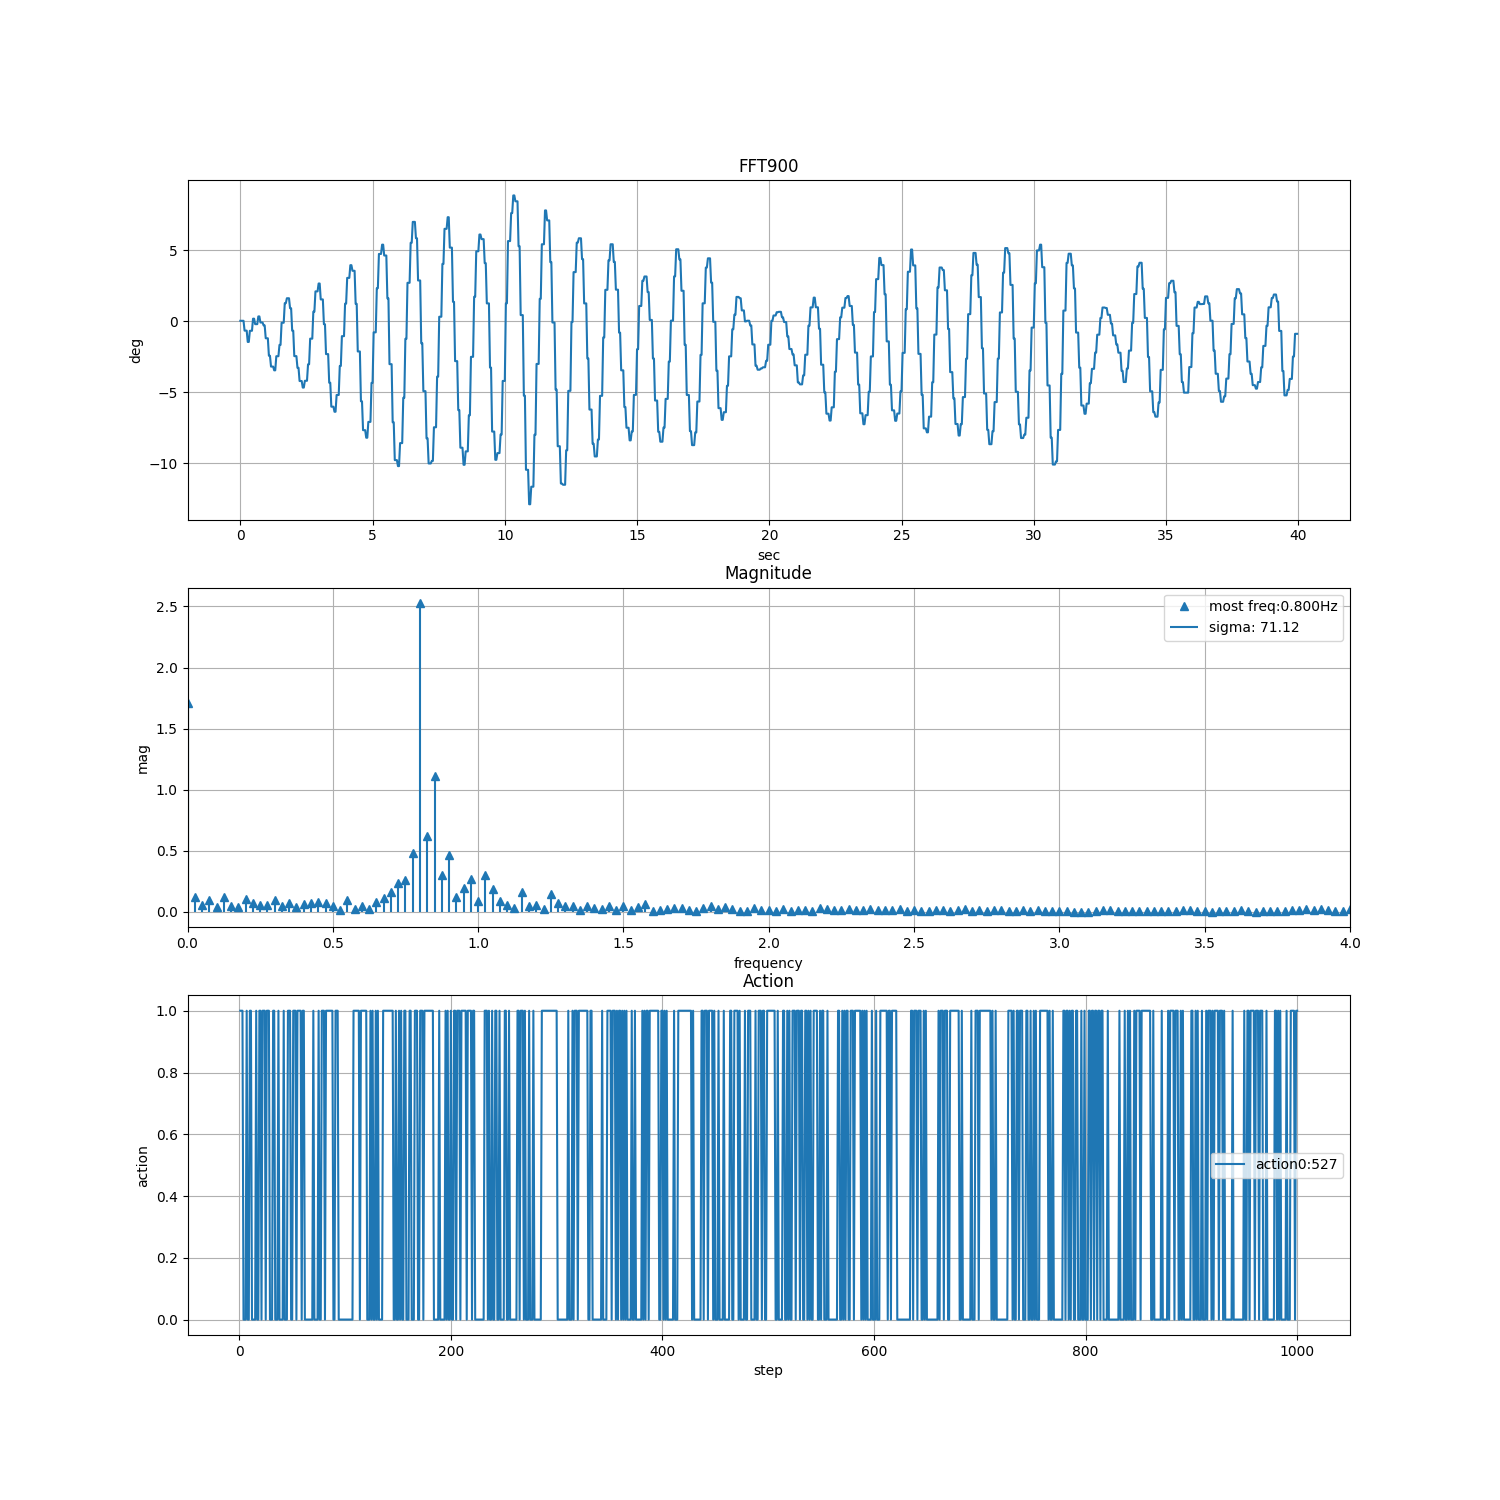 FFT900
5
0
−5
−10
deg
0 5 10 15 20 25 30 35 40
sec
Magnitude
2.5
2.0
1.5
1.0
0.5
0.0
mag
most freq:0.800Hz
sigma: 71.12
0.0 0.5 1.0 1.5 2.0 2.5 3.0 3.5 4.0
frequency
Action
1.0
0.8
0.6
0.4
0.2
0.0
action
action0:527
0 200 400 600 800 1000
step